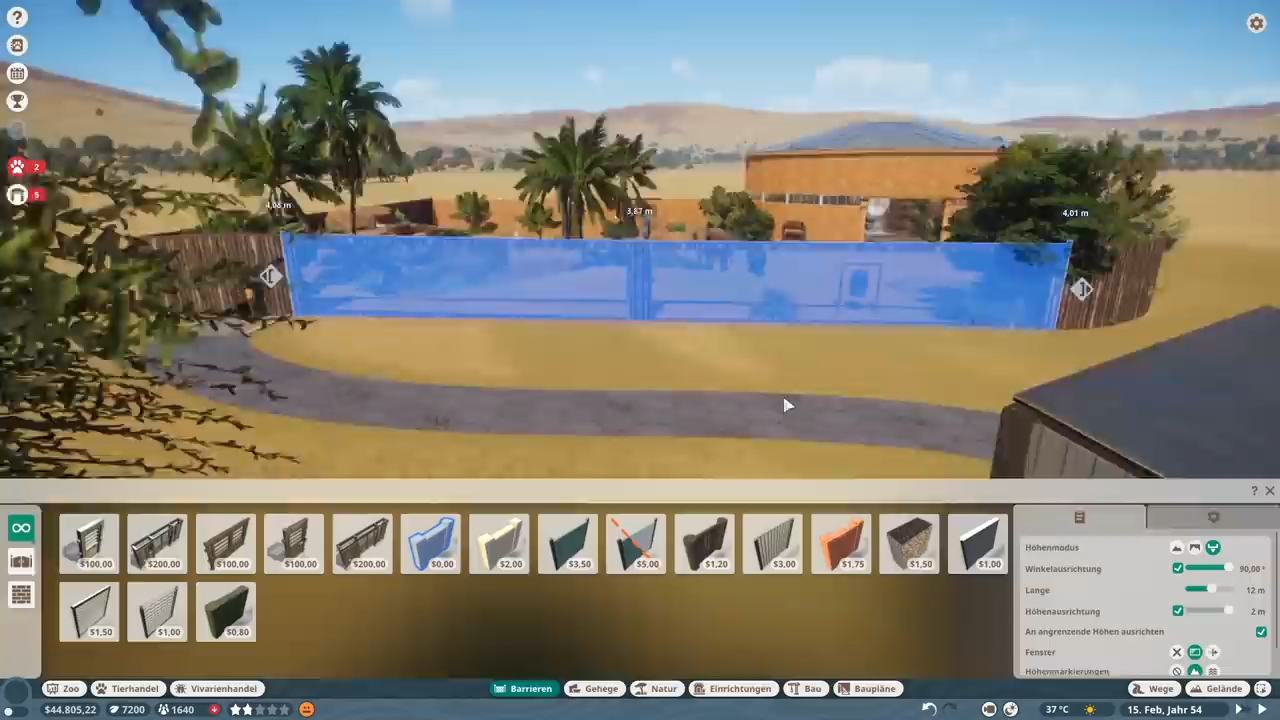 2
5
4,08 m
3,87 m
4,01 m
?
$100,00
$200,00
$100,00
$100,00
$200,00
$0,00
$2,00
$3,50
$5,00
$1,20
$3,00
$1,75
$1,50
$1,00
$1,50
$1,00
$0,80
Höhenmodus
Winkelausrichtung 90,00 °
Länge 12 m
Höhenausrichtung 2 m
An angrenzende Höhen ausrichten
Fenster
Höhenmarkierungen
Zoo
Tierhandel
Vivarienhandel
Barrieren
Gehege
Natur
Einrichtungen
Bau
Baupläne
Wege
Gelände
$44.805,22
7200
1640
37 °C
15. Feb, Jahr 54